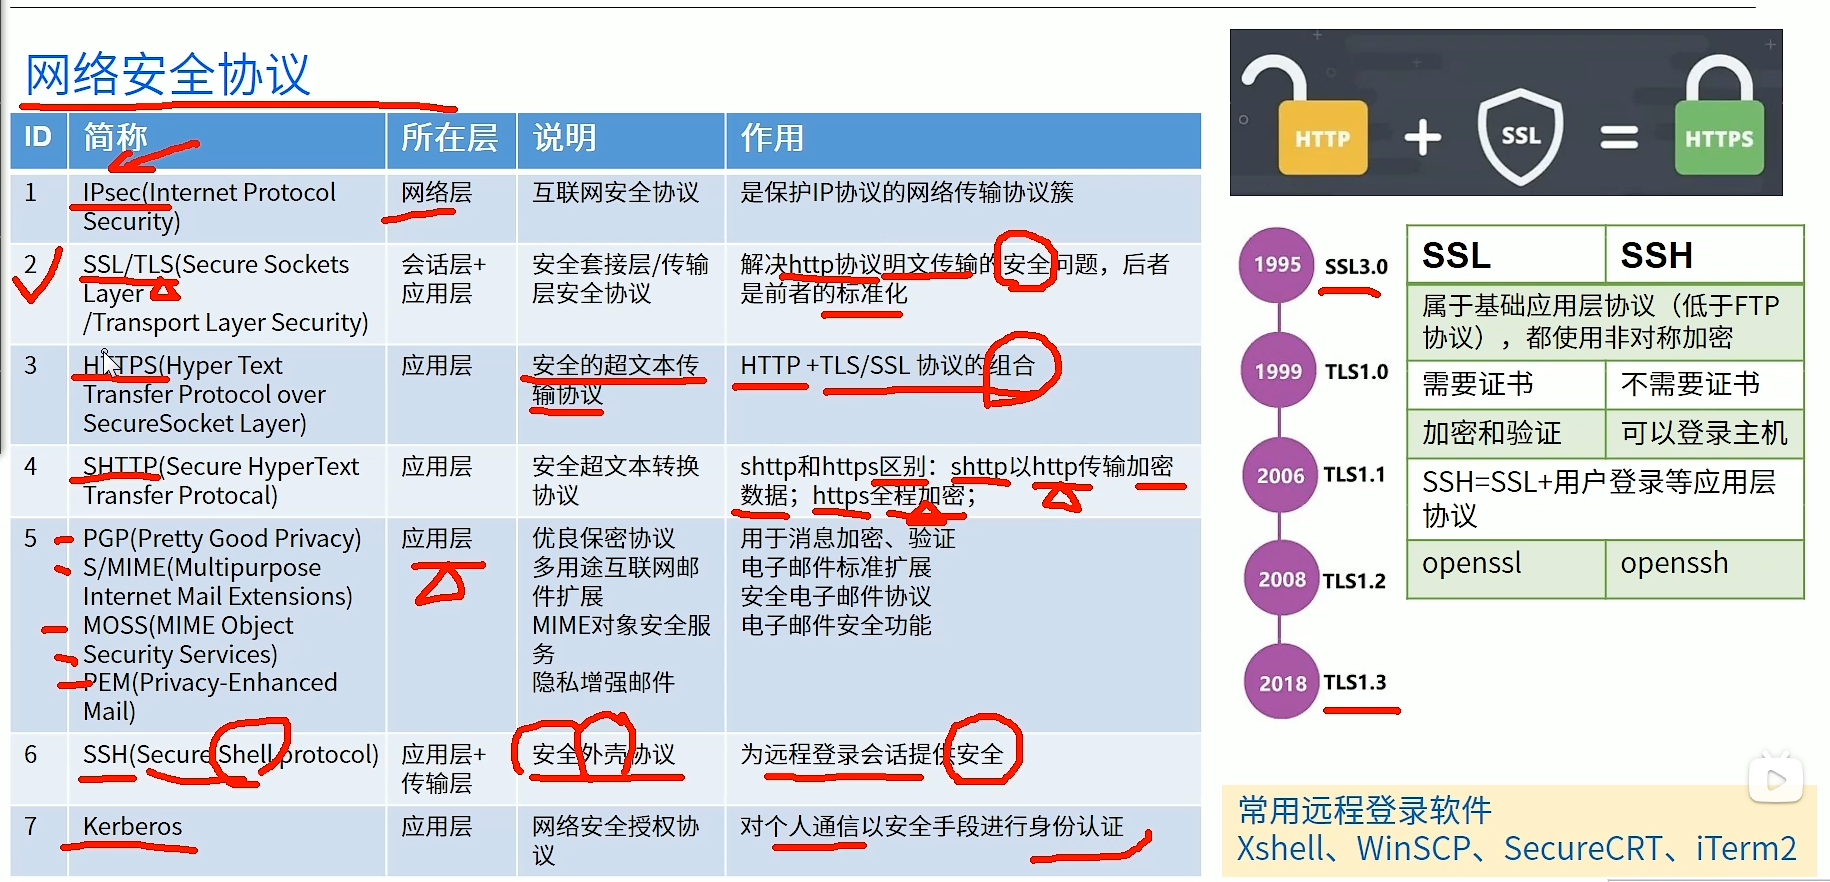 网络安全协议
ID 简称 所在层 说明 作用
1 IPsec(Internet Protocol 网络层 互联网安全协议 是保护IP协议的网络传输协议簇
Security)
2 SSL/TLS(Secure Sockets 会话层+ 安全套接层/传输 解决http协议明文传输的安全问题，后者
Layer 应用层 层安全协议 是前者的标准化
/Transport Layer Security)
3 HTTPS(Hyper Text 应用层 安全的超文本传 HTTP +TLS/SSL 协议的组合
Transfer Protocol over 输协议
SecureSocket Layer)
4 SHTTP(Secure HyperText 应用层 安全超文本转换 shttp和https区别：shttp以http传输加密
Transfer Protocal) 协议 数据；https全程加密；
5 PGP(Pretty Good Privacy) 应用层 优良保密协议 用于消息加密、验证
S/MIME(Multipurpose 多用途互联网邮 电子邮件标准扩展
Internet Mail Extensions) 件扩展 安全电子邮件协议
MOSS(MIME Object MIME对象安全服 电子邮件安全功能
Security Services) 务
PEM(Privacy-Enhanced 隐私增强邮件
Mail)
6 SSH(Secure Shell protocol) 应用层+ 安全外壳协议 为远程登录会话提供安全
传输层
7 Kerberos 应用层 网络安全授权协 对个人通信以安全手段进行身份认证
议
HTTP + SSL = HTTPS
1995 SSL3.0
1999 TLS1.0
2006 TLS1.1
2008 TLS1.2
2018 TLS1.3
SSL SSH
属于基础应用层协议（低于FTP
协议），都使用非对称加密
需要证书 不需要证书
加密和验证 可以登录主机
SSH=SSL+用户登录等应用层
协议
openssl openssh
常用远程登录软件
Xshell、WinSCP、SecureCRT、iTerm2